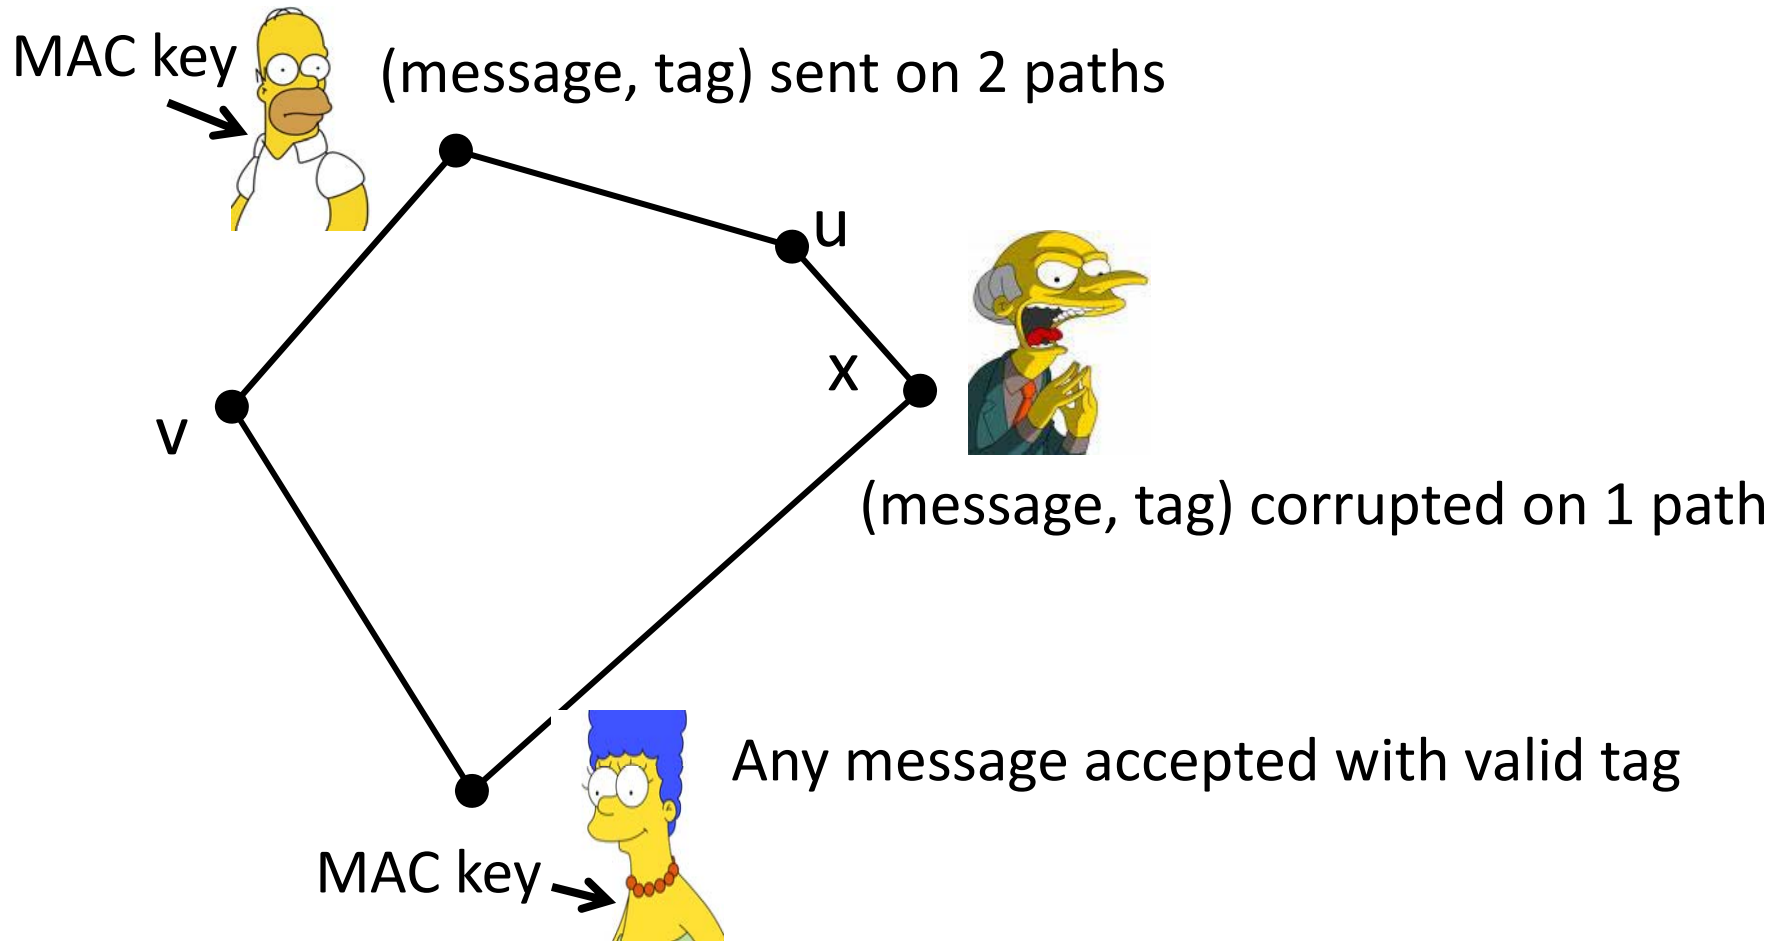 MAC key
(message, tag) sent on 2 paths
u
x
v
(message, tag) corrupted on 1 path
Any message accepted with valid tag
MAC key